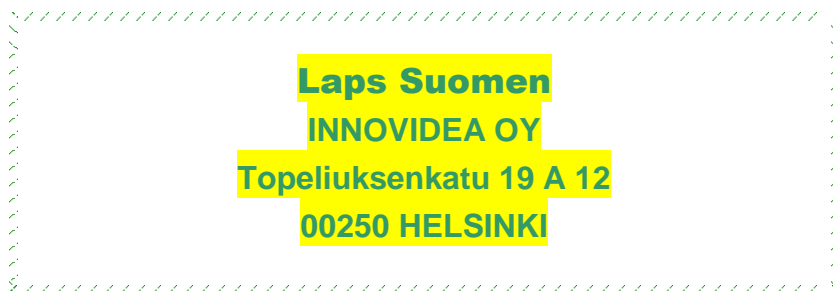 Laps Suomen
INNOVIDEA OY
Topeliuksenkatu 19 A 12
00250 HELSINKI